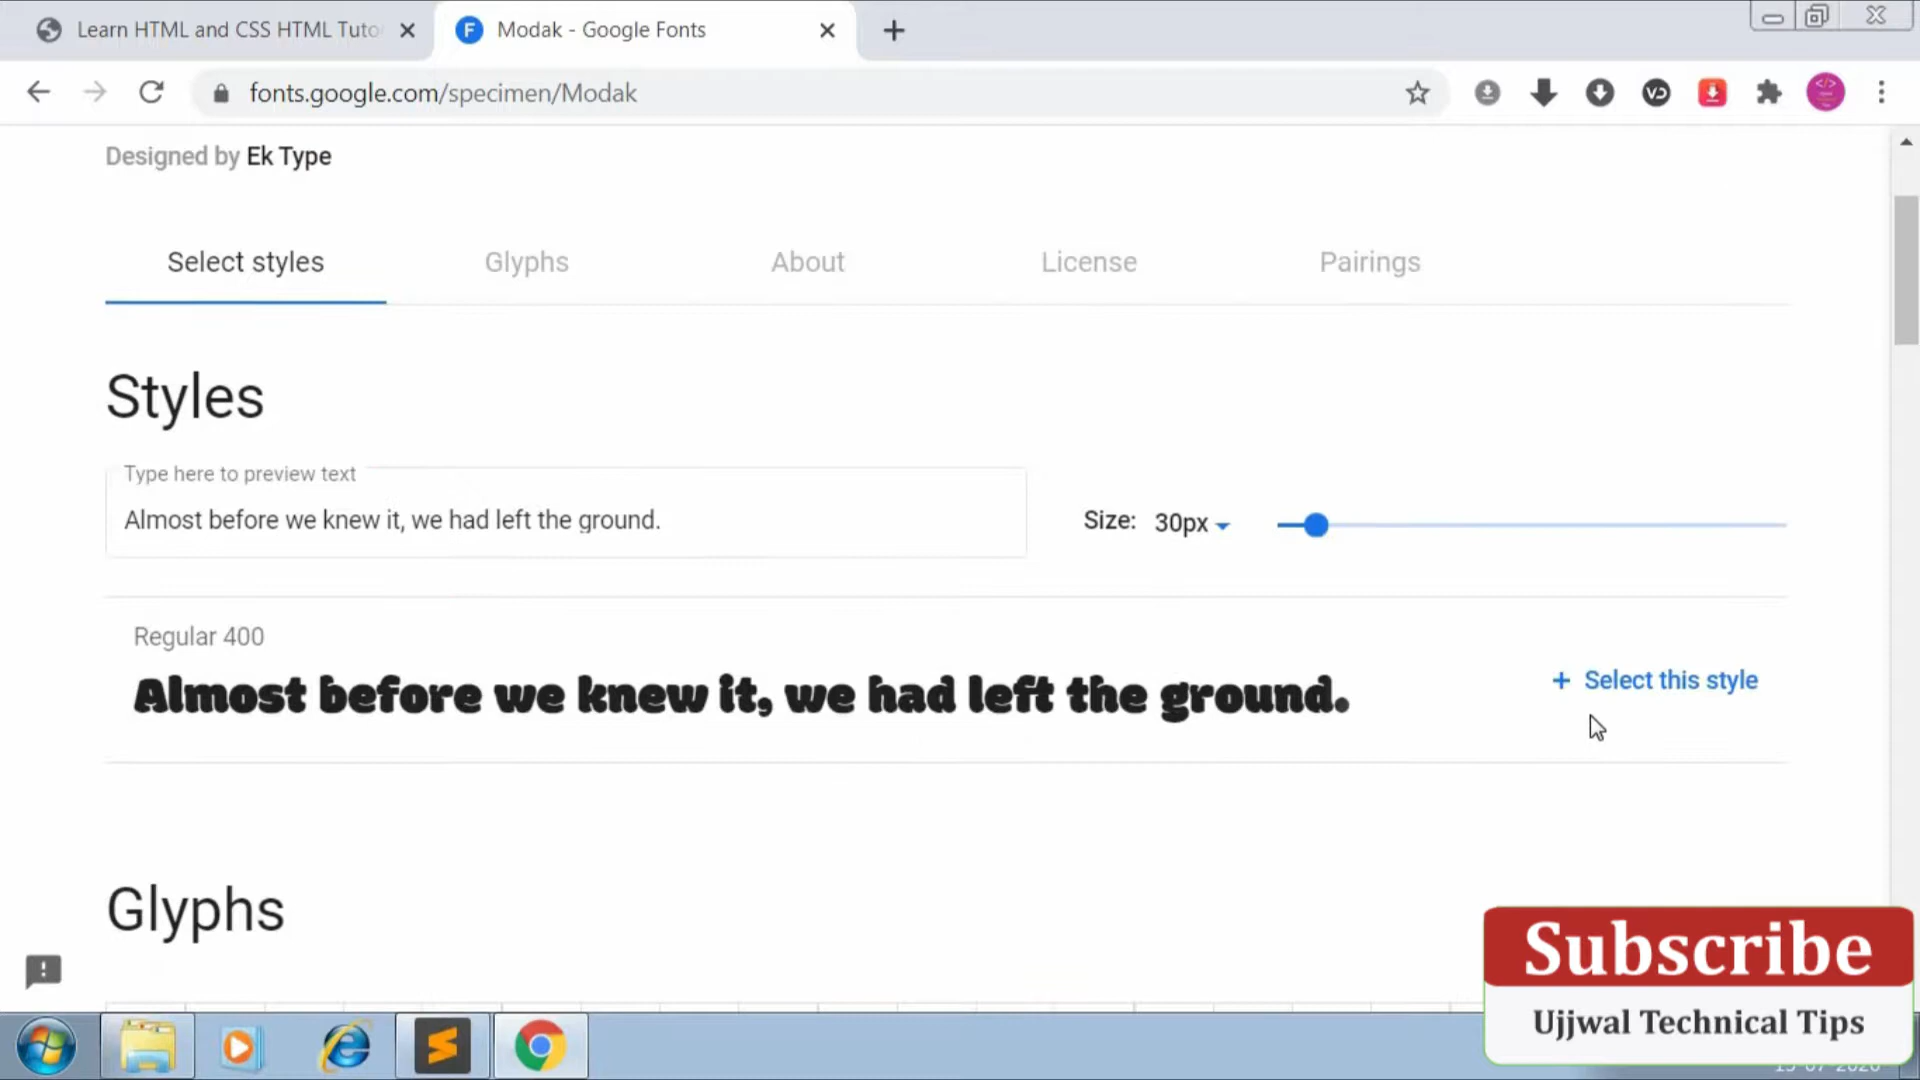 Learn HTML and CSS HTML Tuto
Modak - Google Fonts
fonts.google.com/specimen/Modak
Designed by Ek Type
Select styles
Glyphs
About
License
Pairings
Styles
Type here to preview text
Almost before we knew it, we had left the ground.
Size: 30px
Regular 400
Almost before we knew it, we had left the ground.
+ Select this style
Glyphs
Subscribe
Ujjwal Technical Tips